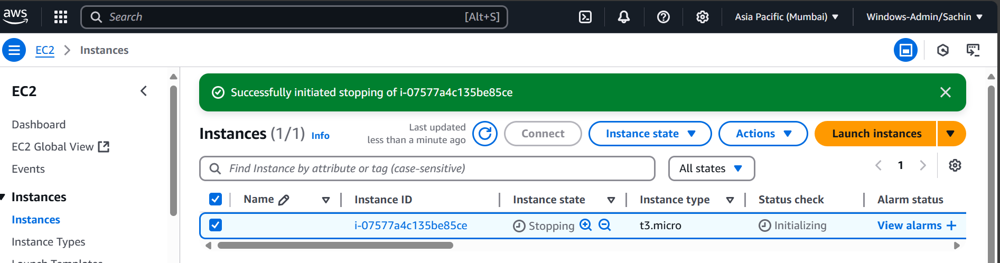 aws
Search [Alt+S]
Asia Pacific (Mumbai) Windows-Admin/Sachin
EC2 Instances
EC2
Dashboard
EC2 Global View
Events
Instances
Instances
Instance Types
Launch Templates
Successfully initiated stopping of i-07577a4c135be85ce
Instances (1/1) Info
Last updated
less than a minute ago
Connect Instance state Actions Launch instances
Find Instance by attribute or tag (case-sensitive) All states 1
Name Instance ID Instance state Instance type Status check Alarm status
i-07577a4c135be85ce Stopping t3.micro Initializing View alarms +